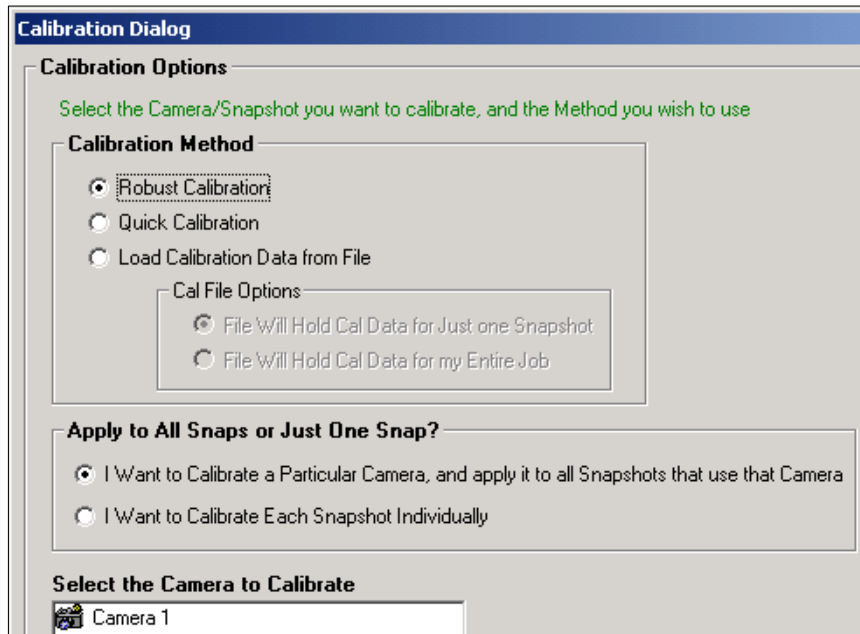 Calibration Dialog
Calibration Options
Select the Camera/Snapshot you want to calibrate, and the Method you wish to use
Calibration Method
Robust Calibration
Quick Calibration
Load Calibration Data from File
Cal File Options
File Will Hold Cal Data for Just one Snapshot
File Will Hold Cal Data for my Entire Job
Apply to All Snaps or Just One Snap?
I Want to Calibrate a Particular Camera, and apply it to all Snapshots that use that Camera
I Want to Calibrate Each Snapshot Individually
Select the Camera to Calibrate
Camera 1